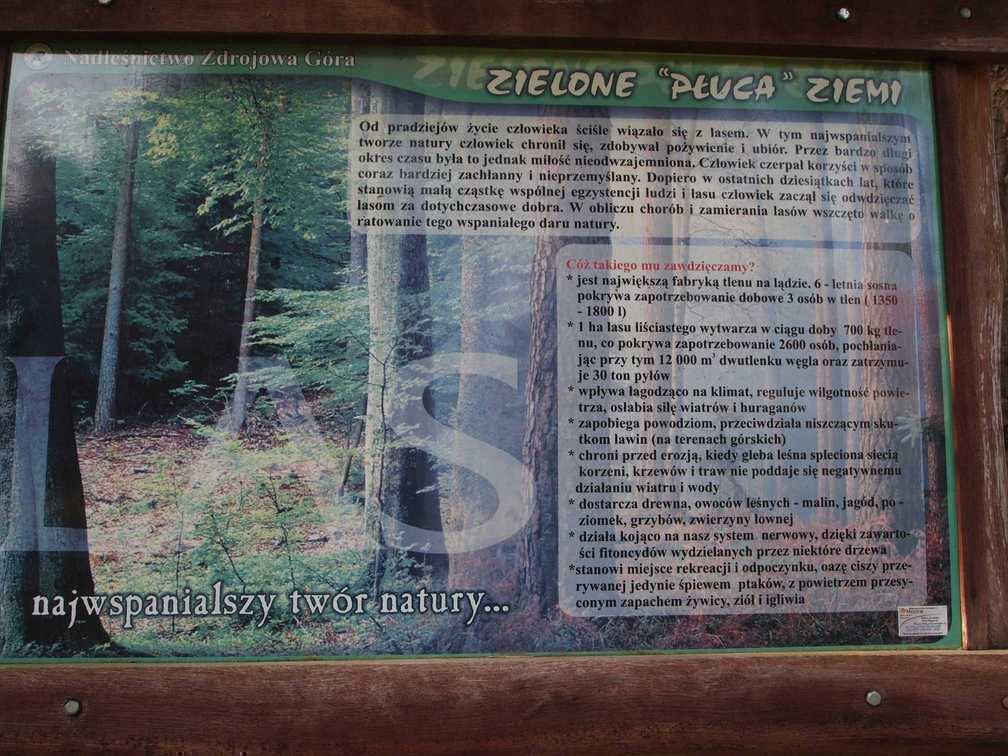 Nadleśnictwo Zdrojowa Góra
ZIELONE "PŁUCA" ZIEMI
Od pradziejów życie człowieka ściśle wiązało się z lasem. W tym najwspanialszym
tworze natury człowiek chronił się, zdobywał pożywienie i ubiór. Przez bardzo długi
okres czasu była to jednak miłość nieodwzajemniona. Człowiek czerpał korzyści w sposób
coraz bardziej zachłanny i nieprzemyślany. Dopiero w ostatnich dziesiątkach lat, które
stanowią małą cząstkę wspólnej egzystencji ludzi i lasu człowiek zaczął się odwdzięczać
lasom za dotychczasowe dobra. W obliczu chorób i zamierania lasów wszczęto walkę o
ratowanie tego wspaniałego daru natury.
Cóż takiego mu zawdzięczamy?
* jest największą fabryką tlenu na lądzie. 6 - letnia sosna
pokrywa zapotrzebowanie dobowe 3 osób w tlen ( 1350
- 1800 l)
* 1 ha lasu liściastego wytwarza w ciągu doby 700 kg tle-
nu, co pokrywa zapotrzebowanie 2600 osób, pochłania-
jąc przy tym 12 000 m³ dwutlenku węgla oraz zatrzymu-
je 30 ton pyłów
* wpływa łagodząco na klimat, reguluje wilgotność powie-
trza, osłabia siłę wiatrów i huraganów
* zapobiega powodziom, przeciwdziała niszczącym sku-
tkom lawin (na terenach górskich)
* chroni przed erozją, kiedy gleba leśna spleciona siecią
korzeni, krzewów i traw nie poddaje się negatywnemu
działaniu wiatru i wody
* dostarcza drewna, owoców leśnych - malin, jagód, po -
ziomek, grzybów, zwierzyny łownej
* działa kojąco na nasz system nerwowy, dzięki zawarto-
ści fitoncydów wydzielanych przez niektóre drzewa
*stanowi miejsce rekreacji i odpoczynku, oazę ciszy prze-
rywanej jedynie śpiewem ptaków, z powietrzem przesy-
conym zapachem żywicy, ziół i igliwia
LAS
najwspanialszy twór natury...